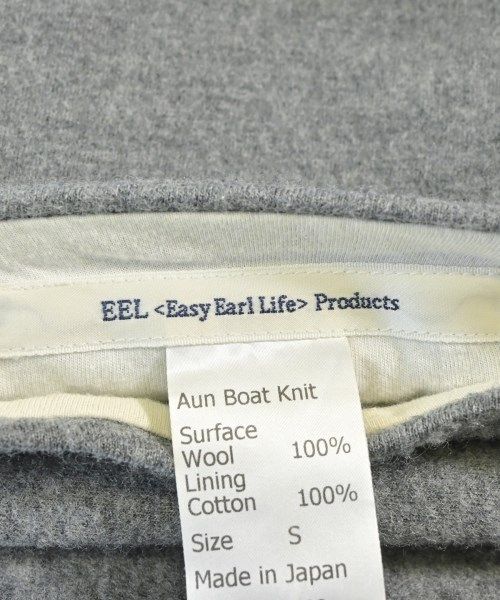 EEL <Easy Earl Life> Products
Aun Boat Knit
Surface
Wool 100%
Lining
Cotton 100%
Size S
Made in Japan